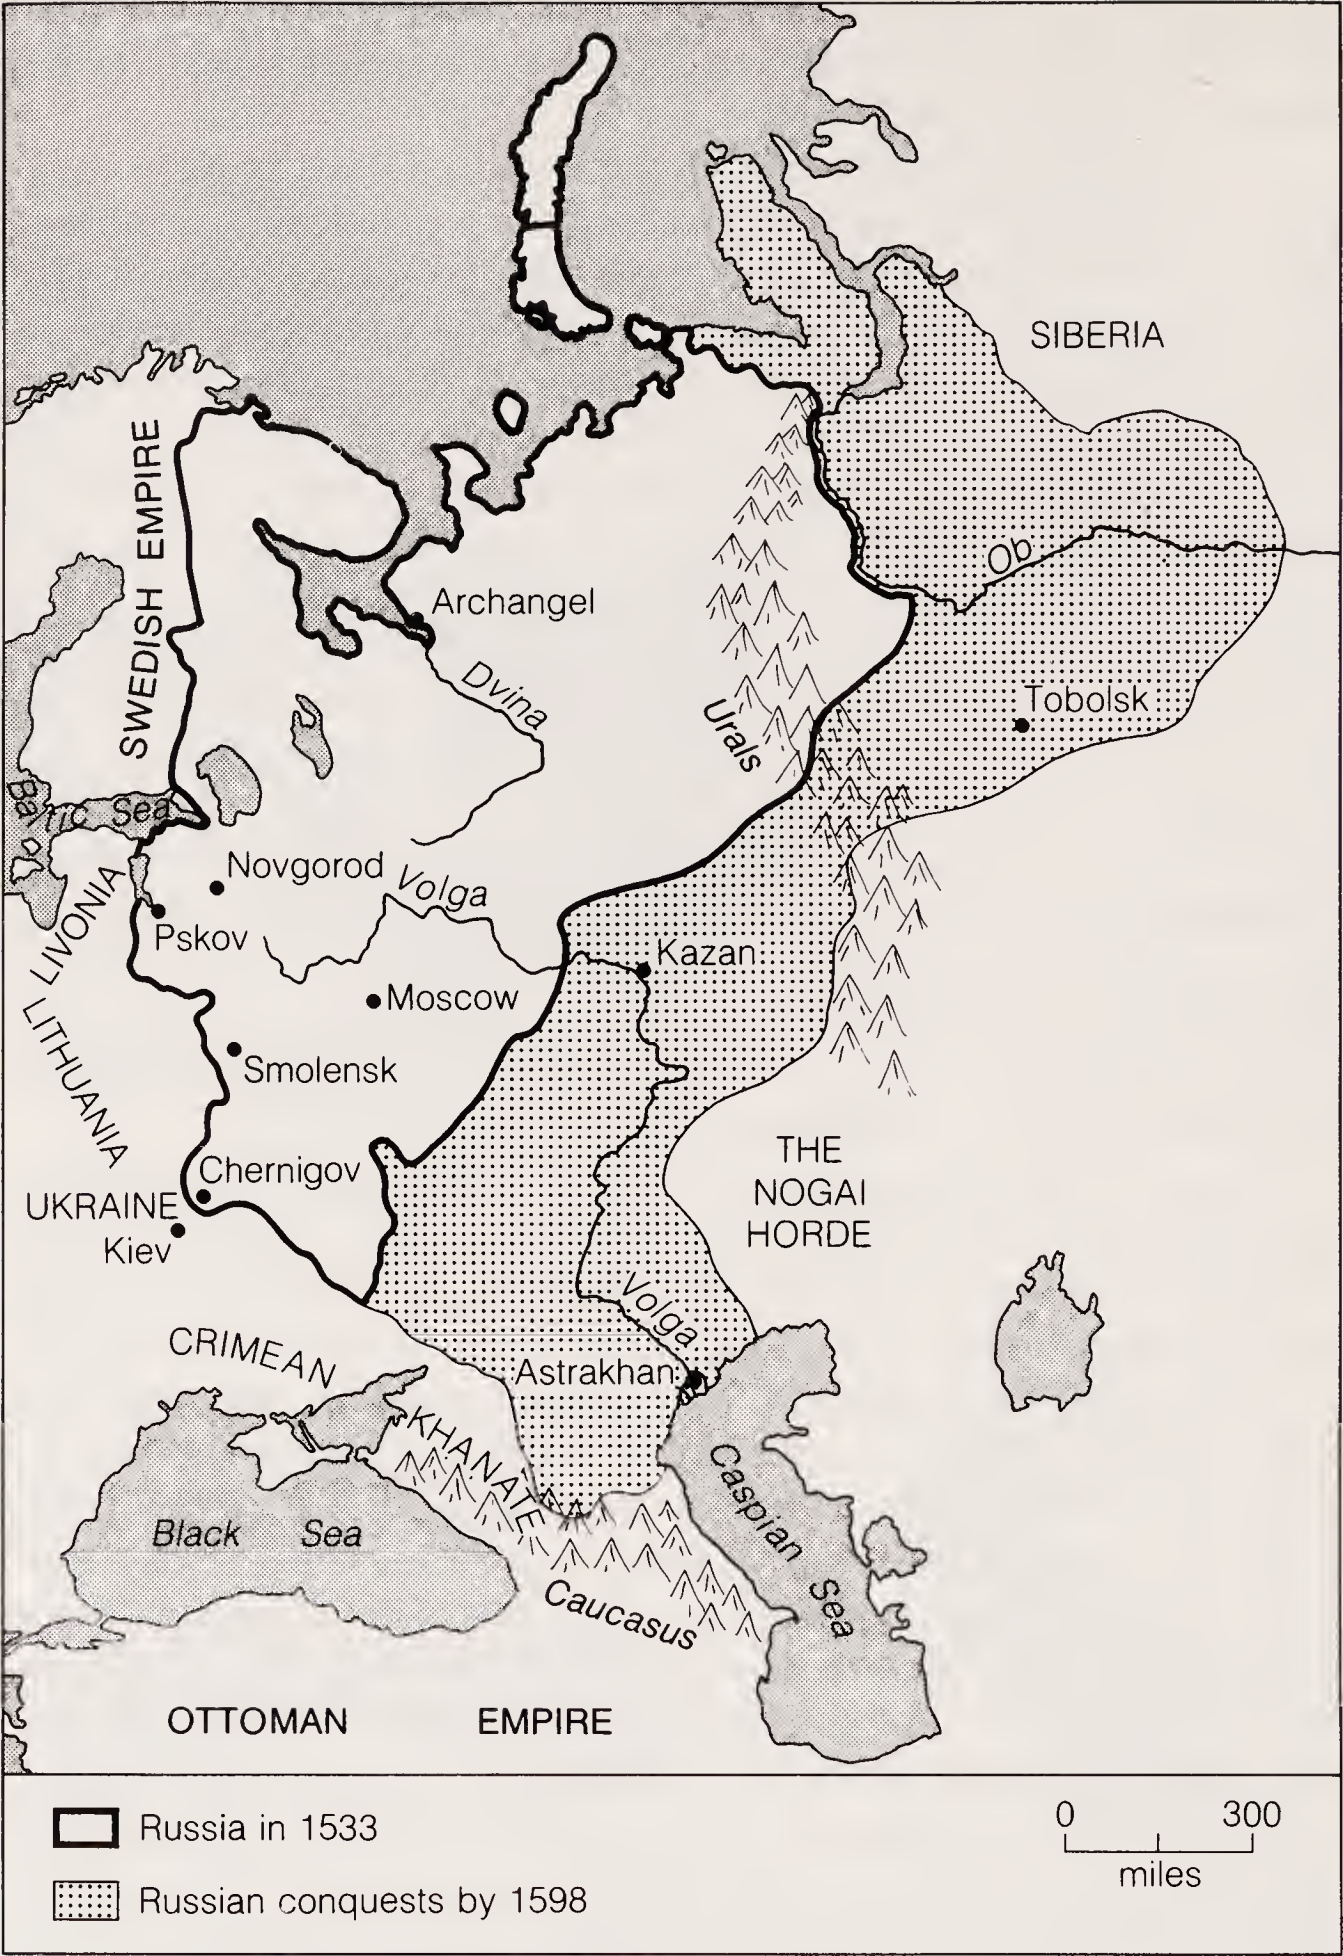 SIBERIA
SWEDISH EMPIRE
Ob
Archangel
Dvina
Tobolsk
Urals
Baltic Sea
Novgorod
Volga
LIVONIA
Pskov
Kazan
Moscow
LITHUANIA
Smolensk
THE
NOGAI
HORDE
Chernigov
UKRAINE
Kiev
Volga
CRIMEAN
KHANATE
Astrakhan
Caspian Sea
Black Sea
Caucasus
OTTOMAN EMPIRE
Russia in 1533
Russian conquests by 1598
0 300
miles